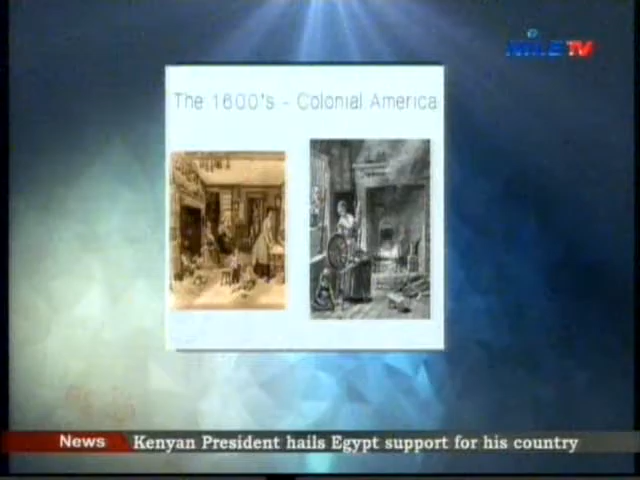 NILE TV
The 1600's - Colonial America
News
Kenyan President hails Egypt support for his country